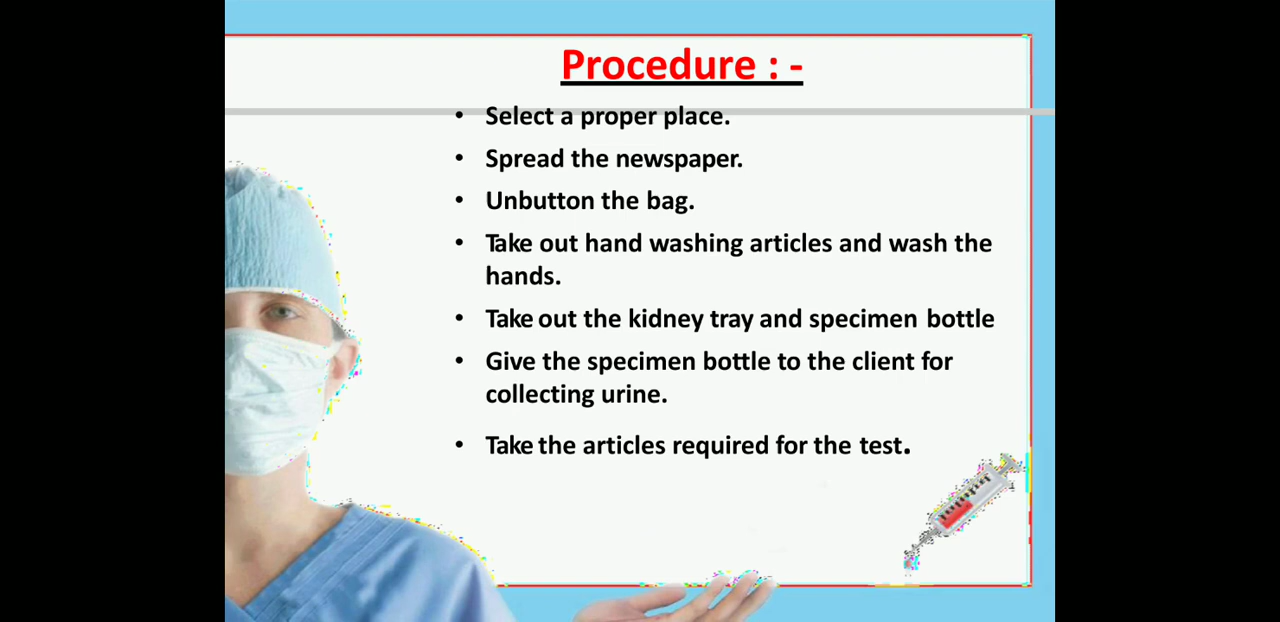 Procedure : -
• Select a proper place.
• Spread the newspaper.
• Unbutton the bag.
• Take out hand washing articles and wash the
hands.
• Take out the kidney tray and specimen bottle
• Give the specimen bottle to the client for
collecting urine.
• Take the articles required for the test.